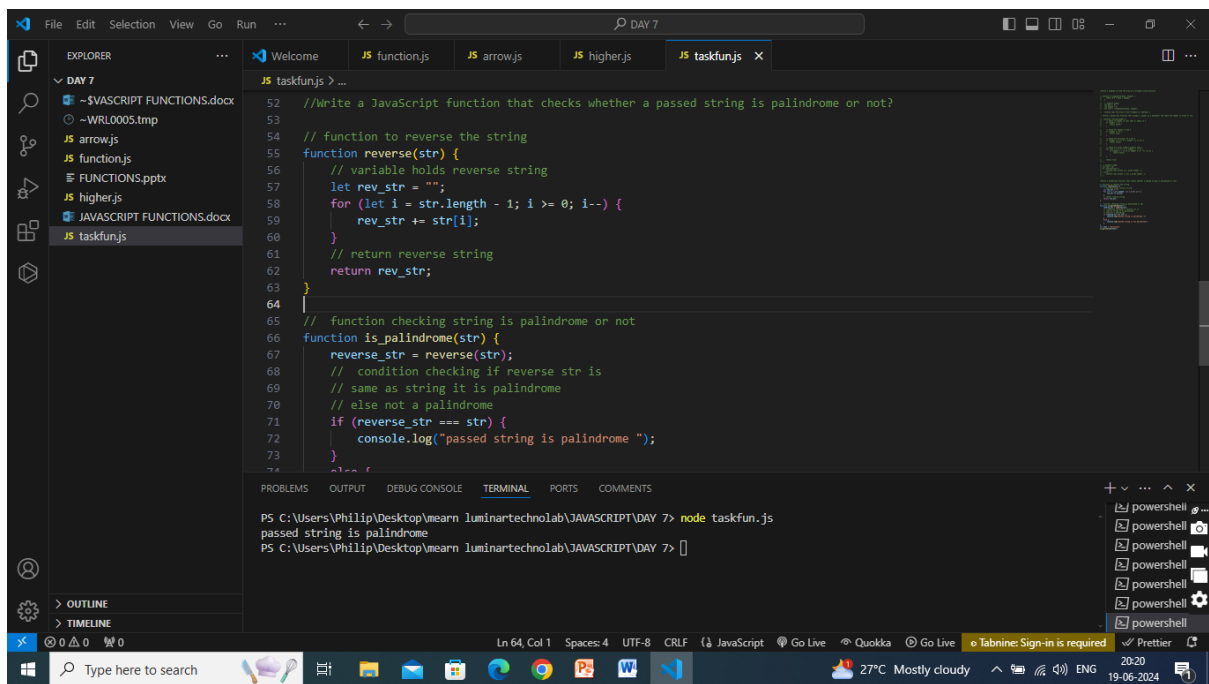 File Edit Selection View Go Run ··· ← → DAY 7
EXPLORER ···
DAY 7
~$VASCRIPT FUNCTIONS.docx
~WRL0005.tmp
JS arrow.js
JS function.js
FUNCTIONS.pptx
JS higher.js
JAVASCRIPT FUNCTIONS.docx
JS taskfun.js
OUTLINE
TIMELINE
Welcome JS function.js JS arrow.js JS higher.js JS taskfun.js ×
JS taskfun.js > ...
52 //Write a JavaScript function that checks whether a passed string is palindrome or not?
53
54 // function to reverse the string
55 function reverse(str) {
56 // variable holds reverse string
57 let rev_str = "";
58 for (let i = str.length - 1; i >= 0; i--) {
59 rev_str += str[i];
60 }
61 // return reverse string
62 return rev_str;
63 }
64
65 //  function checking string is palindrome or not
66 function is_palindrome(str) {
67 reverse_str = reverse(str);
68 //  condition checking if reverse str is
69 // same as string it is palindrome
70 // else not a palindrome
71 if (reverse_str === str) {
72 console.log("passed string is palindrome ");
73 }
74 else {
PROBLEMS OUTPUT DEBUG CONSOLE TERMINAL PORTS COMMENTS
PS C:\Users\Philip\Desktop\mearn luminartechnolab\JAVASCRIPT\DAY 7> node taskfun.js
passed string is palindrome
PS C:\Users\Philip\Desktop\mearn luminartechnolab\JAVASCRIPT\DAY 7>
powershell
powershell
powershell
powershell
powershell
powershell
powershell
0 0 0 Ln 64, Col 1 Spaces: 4 UTF-8 CRLF JavaScript Go Live Quokka Go Live Tabnine: Sign-in is required Prettier
Type here to search 27°C Mostly cloudy ENG 20:20
19-06-2024